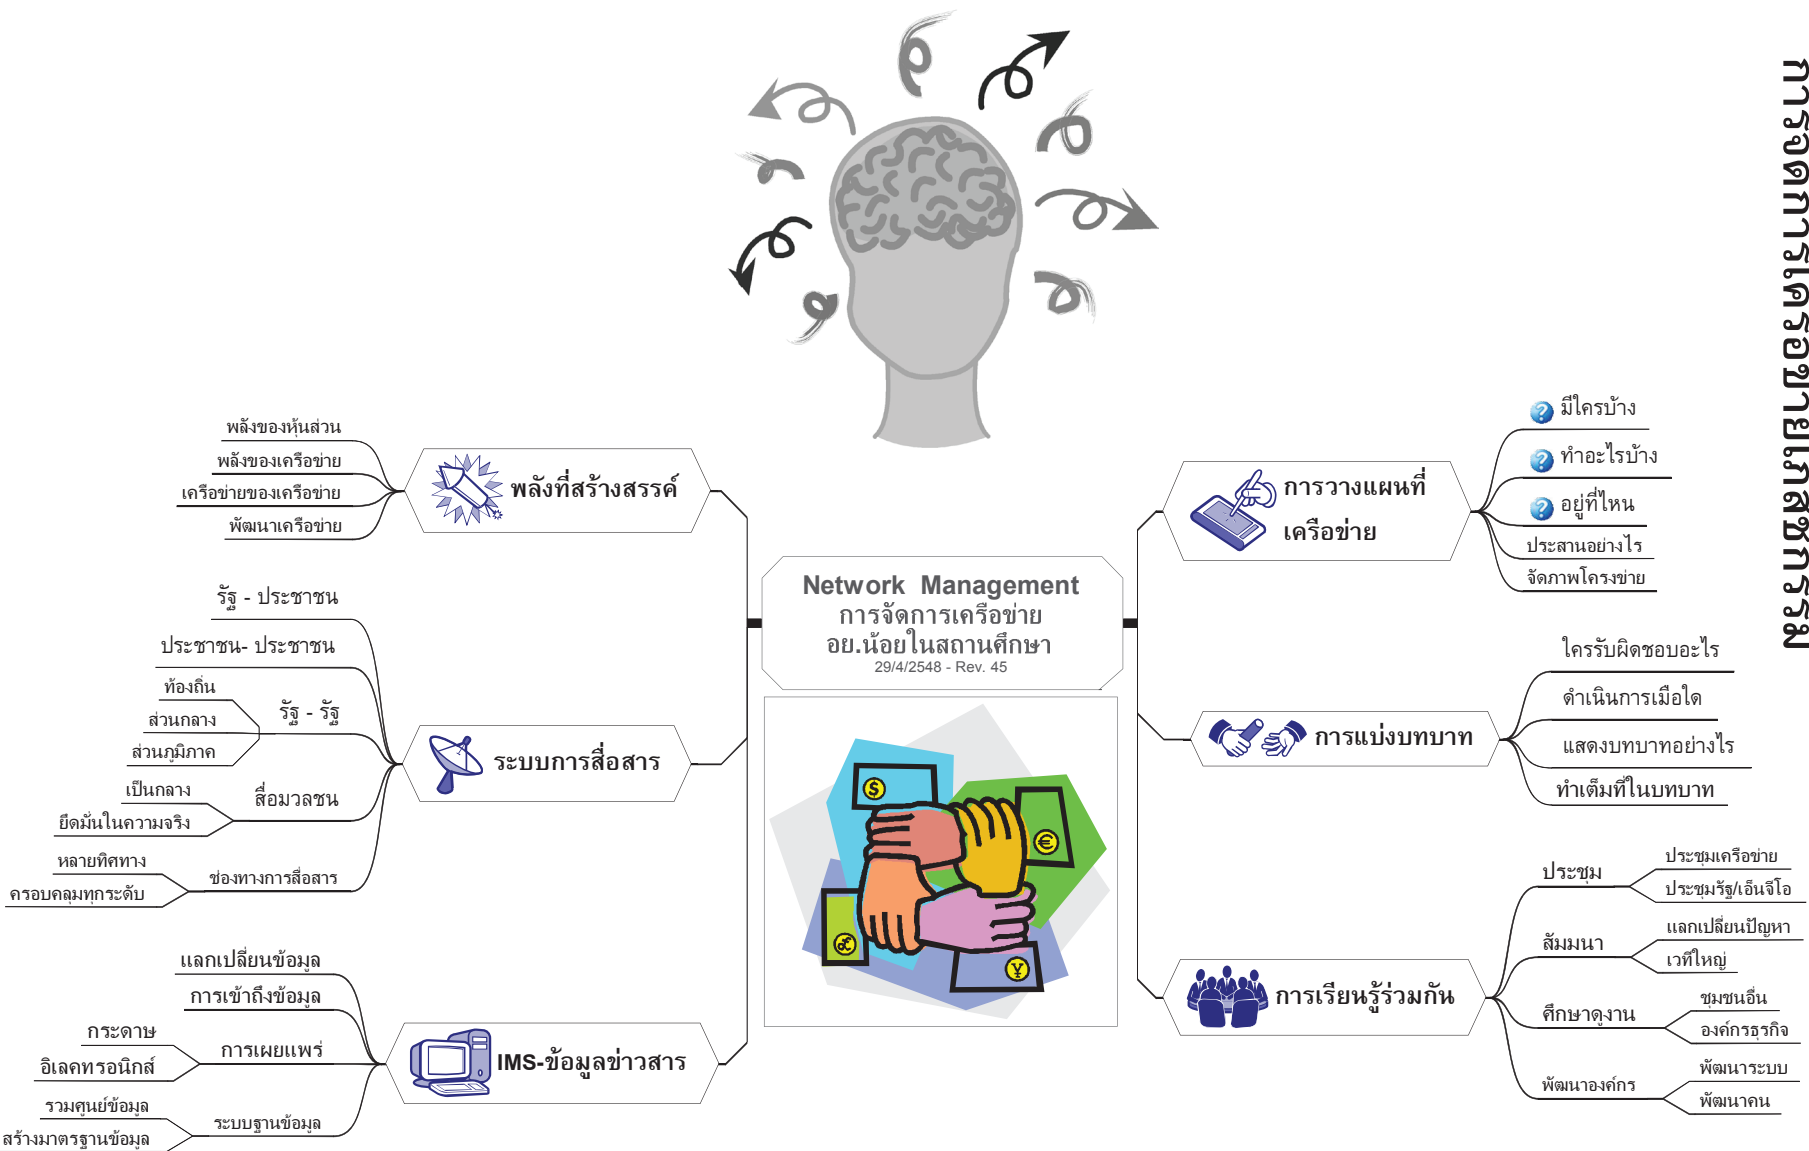 การจัดการเครือข่ายเภสัชกรรม
Network Management
การจัดการเครือข่าย
อย.น้อยในสถานศึกษา
29/4/2548 - Rev. 45
การวางแผนที่
เครือข่าย
มีใครบ้าง
ทำอะไรบ้าง
อยู่ที่ไหน
ประสานอย่างไร
จัดภาพโครงข่าย
การแบ่งบทบาท
ใครรับผิดชอบอะไร
ดำเนินการเมื่อใด
แสดงบทบาทอย่างไร
ทำเต็มที่ในบทบาท
การเรียนรู้ร่วมกัน
ประชุม
ประชุมเครือข่าย
ประชุมรัฐ/เอ็นจีโอ
สัมมนา
แลกเปลี่ยนปัญหา
เวทีใหญ่
ศึกษาดูงาน
ชุมชนอื่น
องค์กรธุรกิจ
พัฒนาองค์กร
พัฒนาระบบ
พัฒนาคน
พลังที่สร้างสรรค์
พลังของหุ้นส่วน
พลังของเครือข่าย
เครือข่ายของเครือข่าย
พัฒนาเครือข่าย
ระบบการสื่อสาร
รัฐ - ประชาชน
ประชาชน- ประชาชน
รัฐ - รัฐ
ท้องถิ่น
ส่วนกลาง
ส่วนภูมิภาค
สื่อมวลชน
เป็นกลาง
ยึดมั่นในความจริง
ช่องทางการสื่อสาร
หลายทิศทาง
ครอบคลุมทุกระดับ
IMS-ข้อมูลข่าวสาร
แลกเปลี่ยนข้อมูล
การเข้าถึงข้อมูล
การเผยแพร่
กระดาษ
อิเลคทรอนิกส์
ระบบฐานข้อมูล
รวมศูนย์ข้อมูล
สร้างมาตรฐานข้อมูล